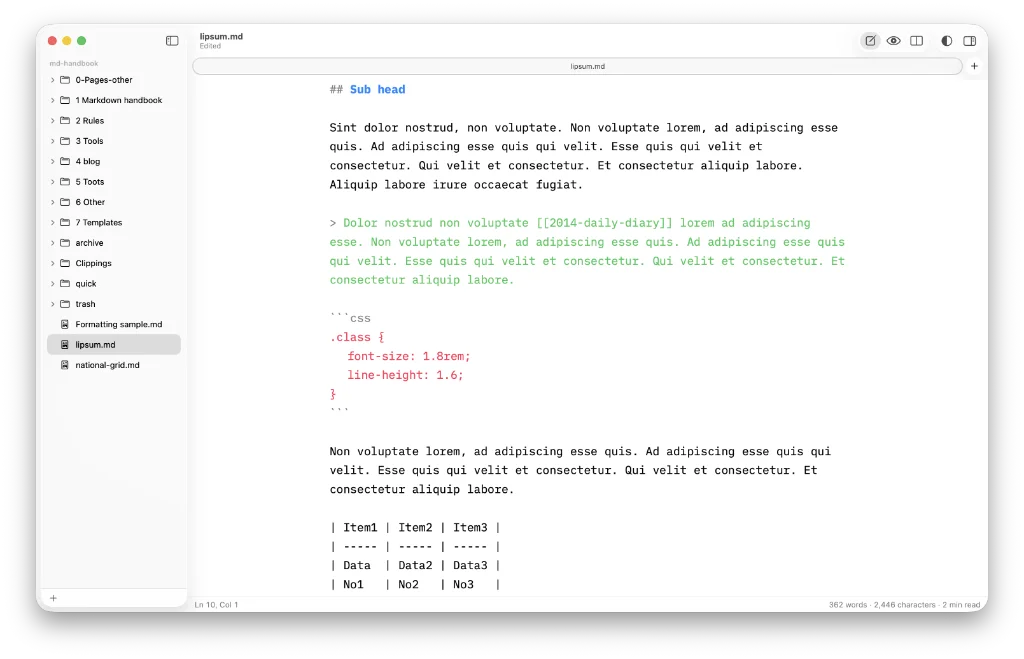 lipsum.md
Edited
md-handbook
0-Pages-other
1 Markdown handbook
2 Rules
3 Tools
4 blog
5 Toots
6 Other
7 Templates
archive
Clippings
quick
trash
Formatting sample.md
lipsum.md
national-grid.md
+
lipsum.md
+
## Sub head
Sint dolor nostrud, non voluptate. Non voluptate lorem, ad adipiscing esse
quis. Ad adipiscing esse quis qui velit. Esse quis qui velit et
consectetur. Qui velit et consectetur. Et consectetur aliquip labore.
Aliquip labore irure occaecat fugiat.
> Dolor nostrud non voluptate [[2014-daily-diary]] lorem ad adipiscing
esse. Non voluptate lorem, ad adipiscing esse quis. Ad adipiscing esse quis
qui velit. Esse quis qui velit et consectetur. Qui velit et consectetur. Et
consectetur aliquip labore.
```css
.class {
font-size: 1.8rem;
line-height: 1.6;
}
```
Non voluptate lorem, ad adipiscing esse quis. Ad adipiscing esse quis qui
velit. Esse quis qui velit et consectetur. Qui velit et consectetur. Et
consectetur aliquip labore.
| Item1 | Item2 | Item3 |
| ----- | ----- | ----- |
| Data  | Data2 | Data3 |
| No1   | No2   | No3   |
Ln 10, Col 1
362 words · 2,446 characters · 2 min read